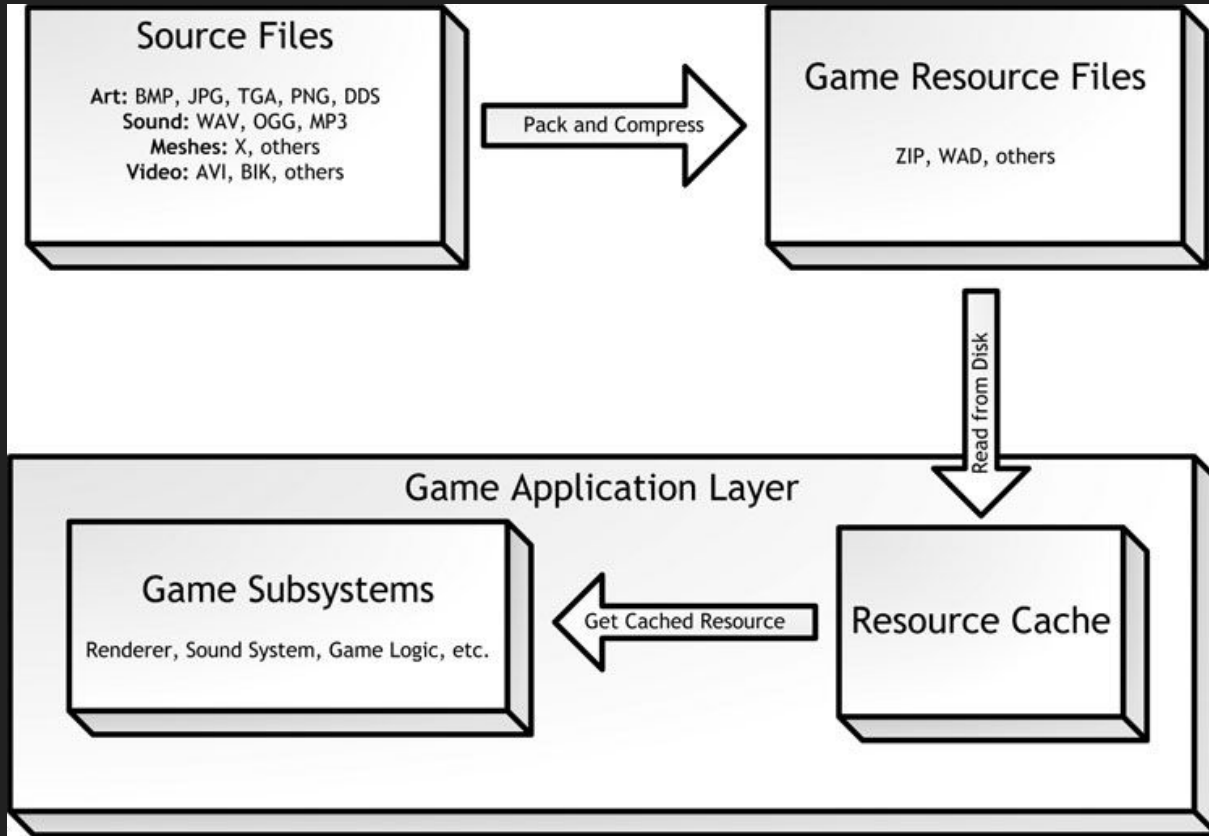 Source Files
Art: BMP, JPG, TGA, PNG, DDS
Sound: WAV, OGG, MP3
Meshes: X, others
Video: AVI, BIK, others
Pack and Compress
Game Resource Files
ZIP, WAD, others
Read from Disk
Game Application Layer
Game Subsystems
Renderer, Sound System, Game Logic, etc.
Get Cached Resource
Resource Cache